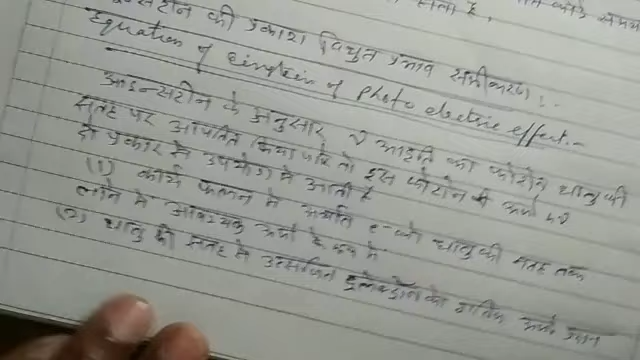 की प्रकाश विद्युत प्रभाव समीकरण :-
Equation of Einstein of photo electric effect.-
आइन्सटीन के अनुसार ν आवृति का फोटोन धातु की
सतह पर आपतित किया जाये तो इस फोटोन की ऊर्जा hν
दो प्रकार से उपयोग मे आती है
(1) कार्य फलन मे अर्थात e- को धातु की सतह तक
लाने मे आवश्यक ऊर्जा के रूप मे
(2) धातु की सतह से उत्सर्जित इलेक्ट्रोन को गतिज ऊर्जा प्रदान